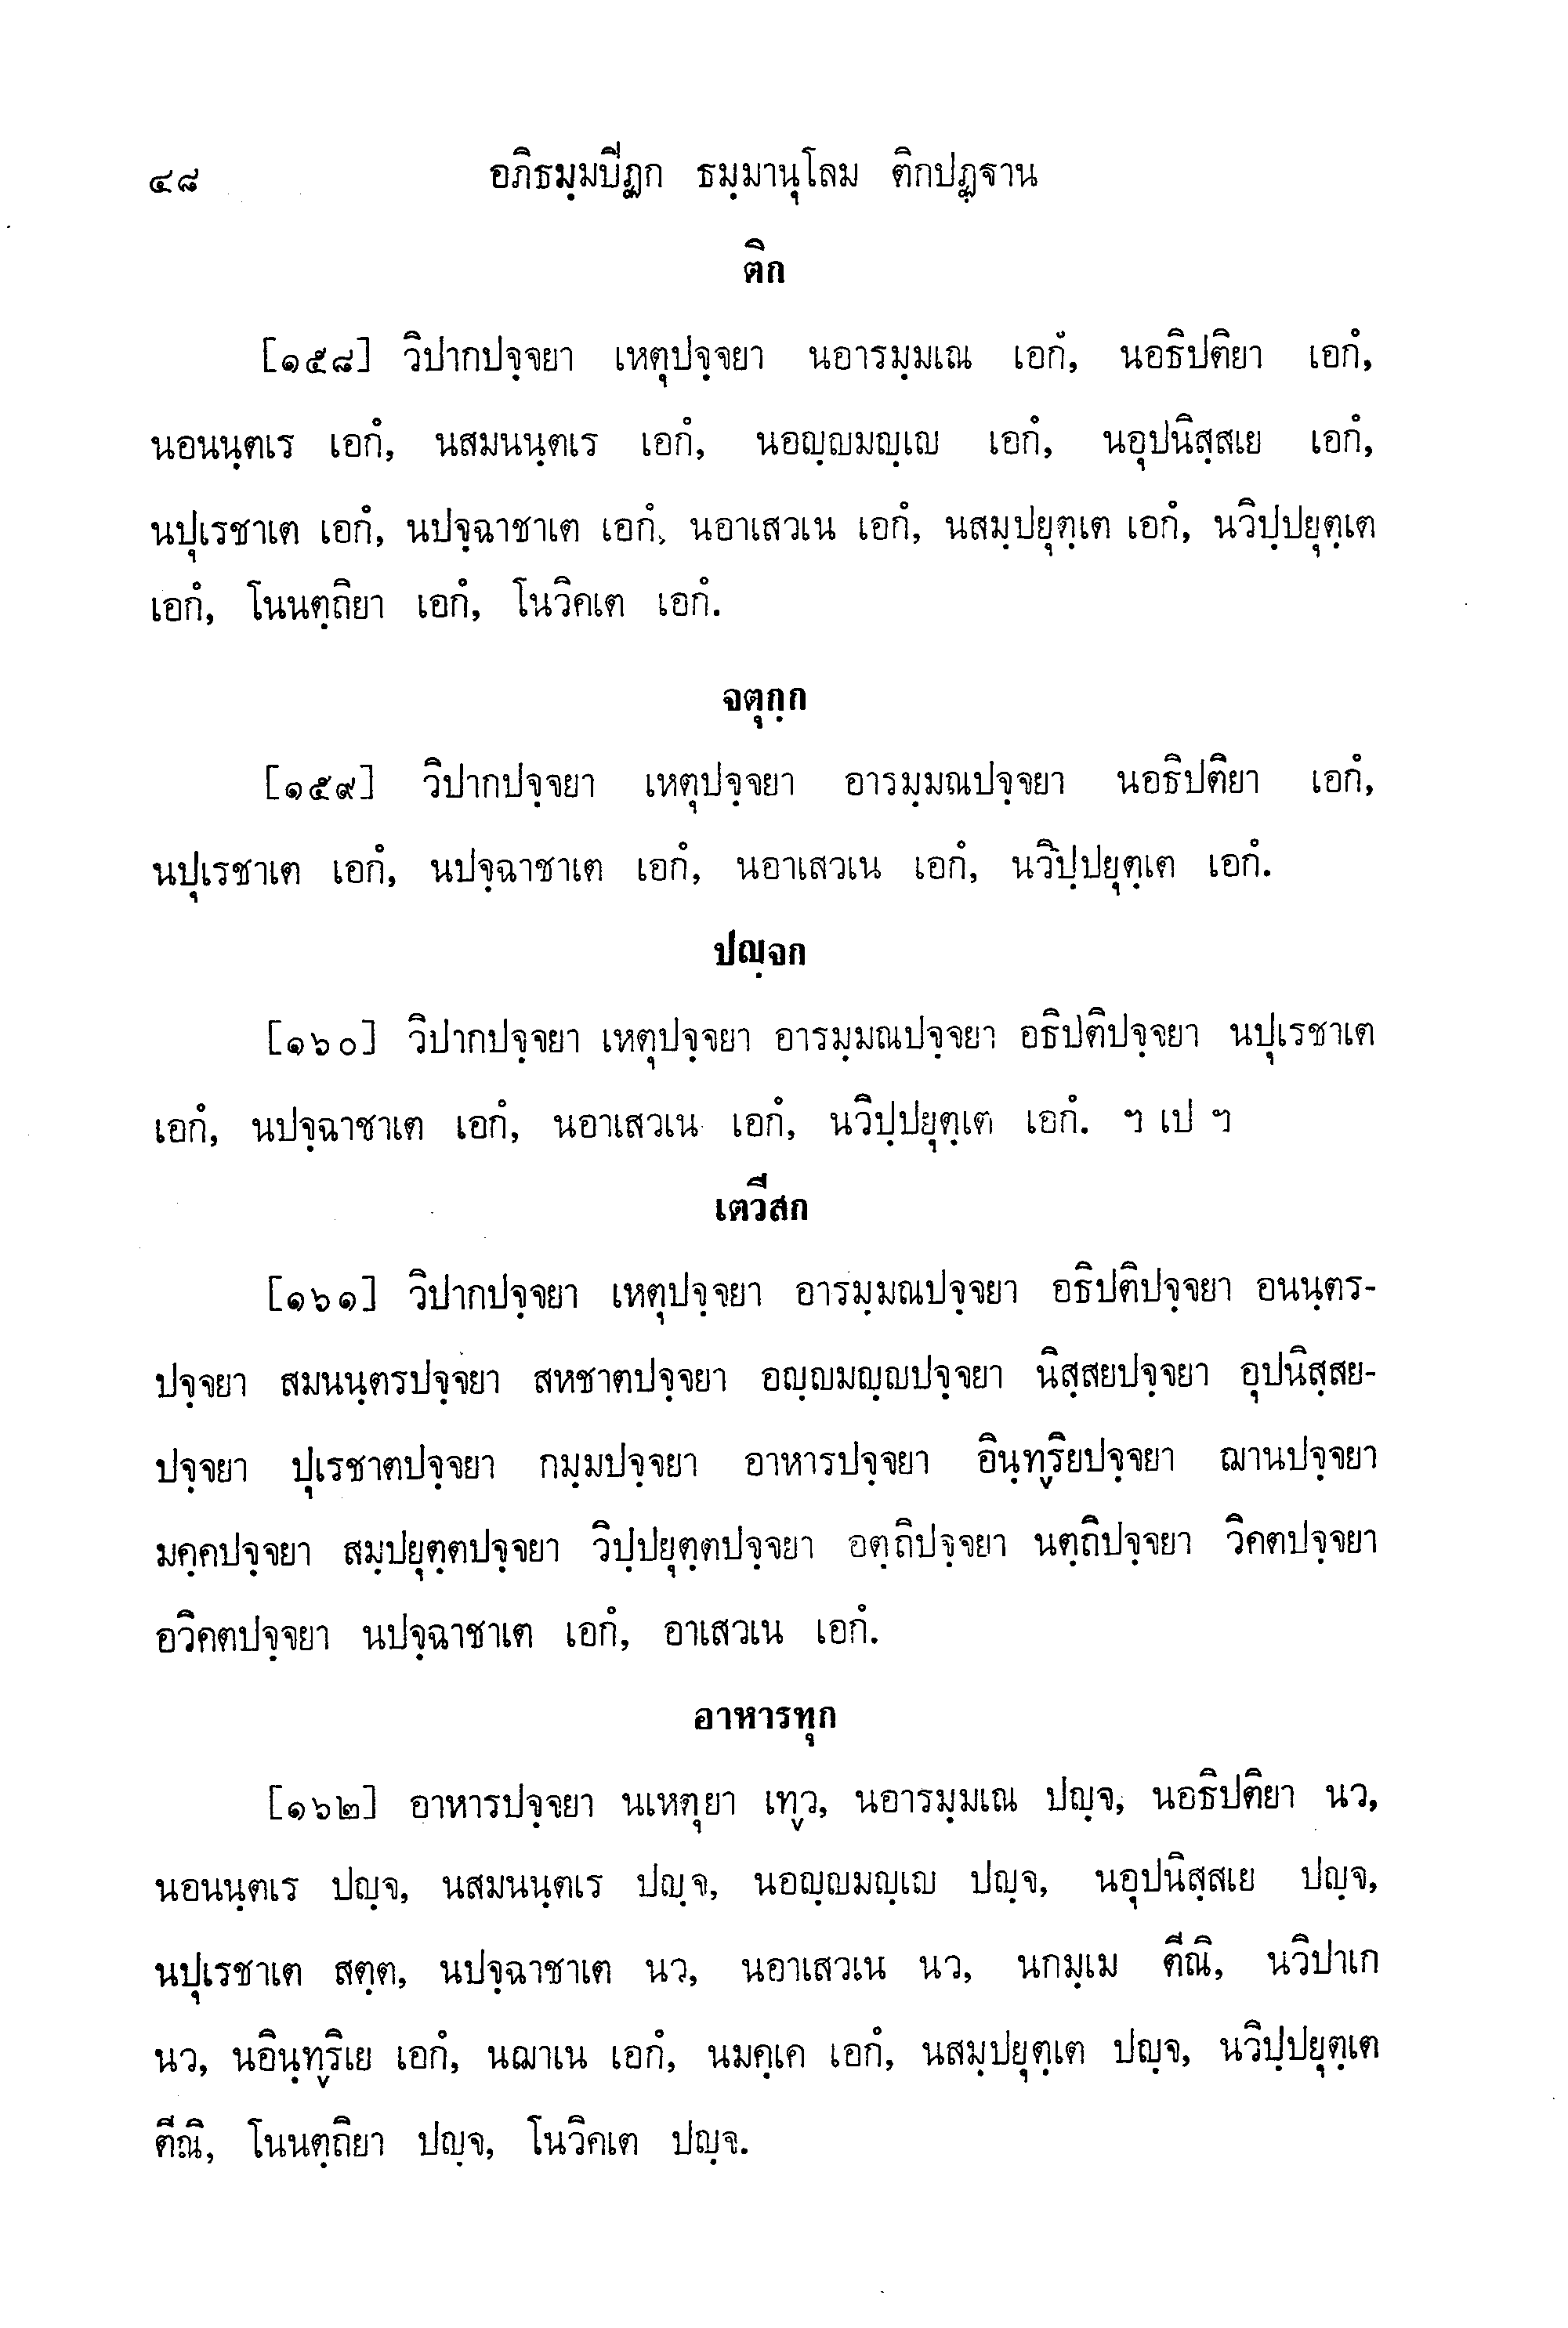 ๔๘ อภิธมฺมปีฏก ธมฺมานุโลม ติกปฏฺฐาน
ติก
[๑๕๘] วิปากปจฺจยา เหตุปจฺจยา นอารมฺมเณ เอกํ, นอธิปติยา เอกํ,
นอนนฺตเร เอกํ, นสมนนฺตเร เอกํ, นอญฺญมญฺเญ เอกํ, นอุปนิสฺสเย เอกํ,
นปุเรชาเต เอกํ, นปจฺฉาชาเต เอกํ, นอาเสวเน เอกํ, นสมฺปยุตฺเต เอกํ, นวิปฺปยุตฺเต
เอกํ, โนนตฺถิยา เอกํ, โนวิคเต เอกํ.
จตุกฺก
[๑๕๙] วิปากปจฺจยา เหตุปจฺจยา อารมฺมณปจฺจยา นอธิปติยา เอกํ,
นปุเรชาเต เอกํ, นปจฺฉาชาเต เอกํ, นอาเสวเน เอกํ, นวิปฺปยุตฺเต เอกํ.
ปญฺจก
[๑๖๐] วิปากปจฺจยา เหตุปจฺจยา อารมฺมณปจฺจยา อธิปติปจฺจยา นปุเรชาเต
เอกํ, นปจฺฉาชาเต เอกํ, นอาเสวเน เอกํ, นวิปฺปยุตฺเต เอกํ. ฯ เป ฯ
เตวีสก
[๑๖๑] วิปากปจฺจยา เหตุปจฺจยา อารมฺมณปจฺจยา อธิปติปจฺจยา อนนฺตร-
ปจฺจยา สมนนฺตรปจฺจยา สหชาตปจฺจยา อญฺญมญฺญปจฺจยา นิสฺสยปจฺจยา อุปนิสฺสย-
ปจฺจยา ปุเรชาตปจฺจยา กมฺมปจฺจยา อาหารปจฺจยา อินฺทฺริยปจฺจยา ฌานปจฺจยา
มคฺคปจฺจยา สมฺปยุตฺตปจฺจยา วิปฺปยุตฺตปจฺจยา อตฺถิปจฺจยา นตฺถิปจฺจยา วิคตปจฺจยา
อวิคตปจฺจยา นปจฺฉาชาเต เอกํ, อาเสวเน เอกํ.
อาหารทุก
[๑๖๒] อาหารปจฺจยา นเหตุยา เทฺว, นอารมฺมเณ ปญฺจ, นอธิปติยา นว,
นอนนฺตเร ปญฺจ, นสมนนฺตเร ปญฺจ, นอญฺญมญฺเญ ปญฺจ, นอุปนิสฺสเย ปญฺจ,
นปุเรชาเต สตฺต, นปจฺฉาชาเต นว, นอาเสวเน นว, นกมฺเม ตีณิ, นวิปาเก
นว, นอินฺทฺริเย เอกํ, นฌาเน เอกํ, นมคฺเค เอกํ, นสมฺปยุตฺเต ปญฺจ, นวิปฺปยุตฺเต
ตีณิ, โนนตฺถิยา ปญฺจ, โนวิคเต ปญฺจ.